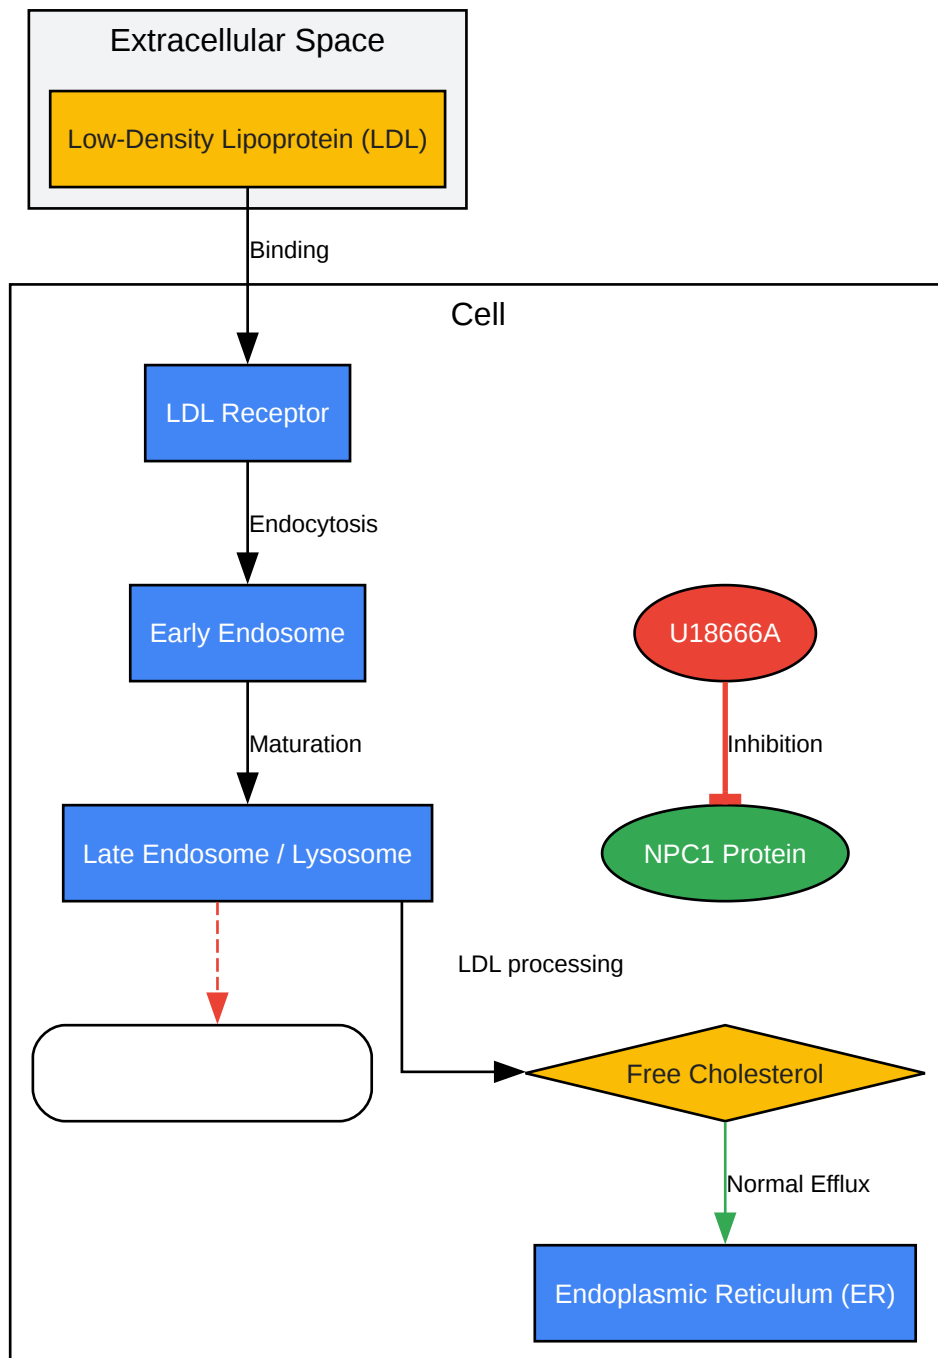 Extracellular Space
Low-Density Lipoprotein (LDL)
Binding
Cell
LDL Receptor
Endocytosis
Early Endosome
U18666A
Maturation
Inhibition
Late Endosome / Lysosome
NPC1 Protein
LDL processing
Free Cholesterol
Normal Efflux
Endoplasmic Reticulum (ER)